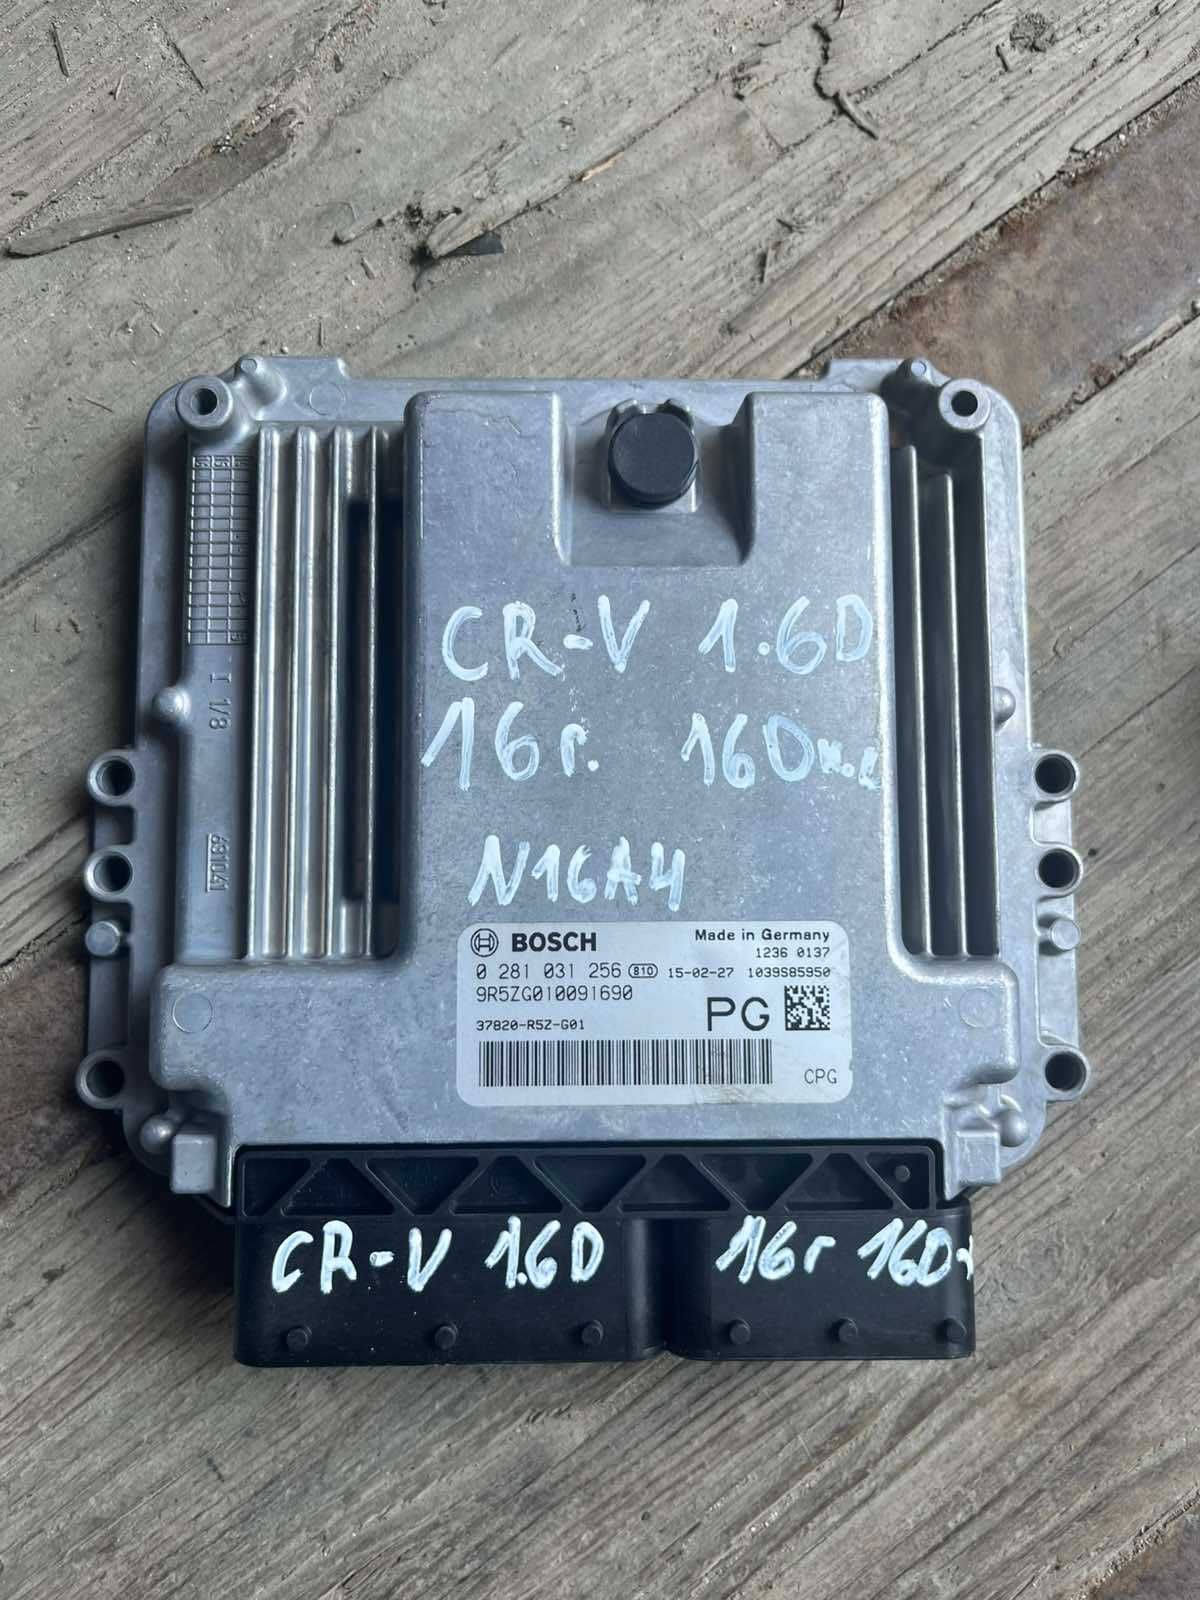 CR-V 1.6D
16г. 160к.с
N16A4
BOSCH Made in Germany
1236 0137
0 281 031 256 810 15-02-27 1039S85950
9R5ZG010091690
PG
37820-R5Z-G01
CPG
I 1/8
631041
CR-V 1.6D 16г 160